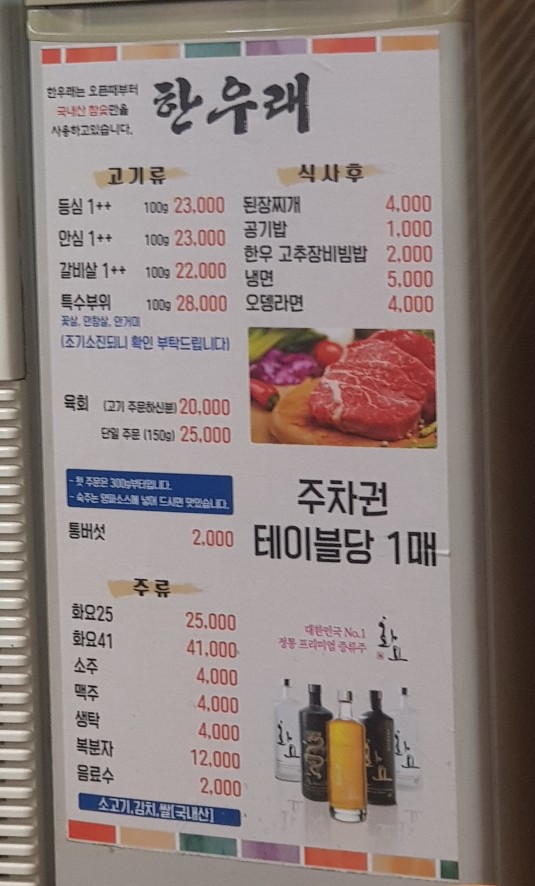 한우래는 오픈때부터
국내산 참숯만을
사용하고있습니다.
한우래
고기류
등심 1++ 100g 23,000
안심 1++ 100g 23,000
갈비살 1++ 100g 22,000
특수부위 100g 28,000
꽃살, 안창살, 안거미
(조기소진되니 확인 부탁드립니다)
육회 (고기 주문하신분) 20,000
단일 주문 (150g) 25,000
- 첫 주문은 300g부터입니다.
- 숙주는 양파소스에 넣어 드시면 맛있습니다.
통버섯 2,000
주류
화요25 25,000
화요41 41,000
소주 4,000
맥주 4,000
생탁 4,000
복분자 12,000
음료수 2,000
소고기,김치,쌀[국내산]
식사후
된장찌개 4,000
공기밥 1,000
한우 고추장비빔밥 2,000
냉면 5,000
오뎅라면 4,000
주차권
테이블당 1매
대한민국 No.1
정통 프리미엄 증류주
화요
화요
화요
화요